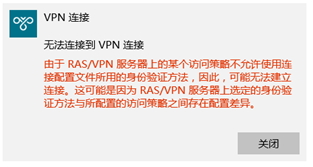 VPN 连接
无法连接到 VPN 连接
由于 RAS/VPN 服务器上的某个访问策略不允许使用连
接配置文件所用的身份验证方法，因此，可能无法建立
连接。这可能是因为 RAS/VPN 服务器上选定的身份验
证方法与所配置的访问策略之间存在配置差异。
关闭